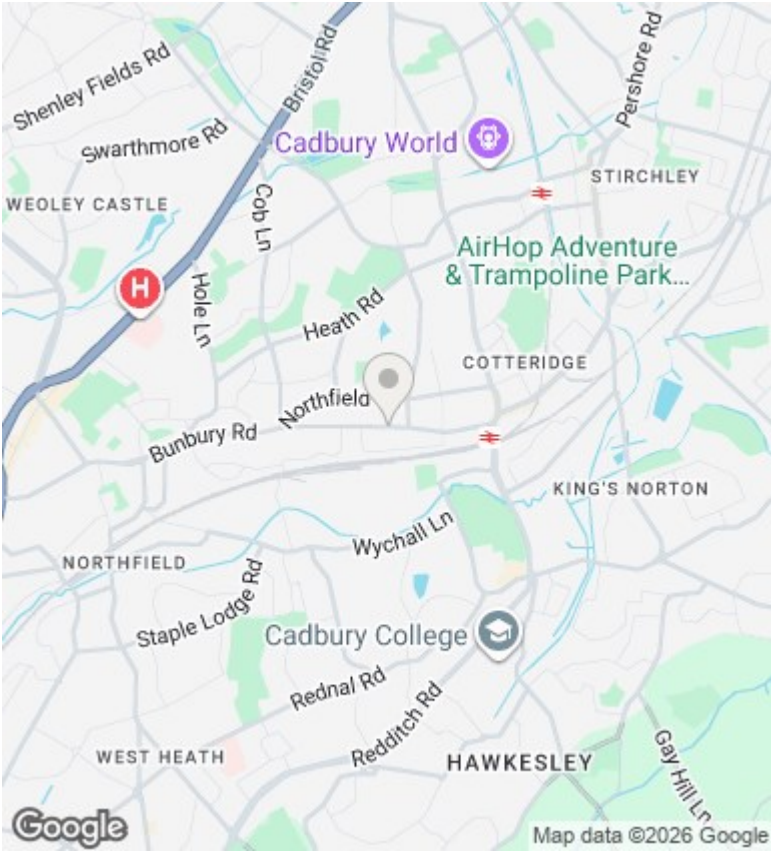 Shenley Fields Rd
Bristol Rd
Pershore Rd
Swarthmore Rd
Cadbury World
STIRCHLEY
WEOLEY CASTLE
Cob Ln
AirHop Adventure
& Trampoline Park...
H
Hole Ln
Heath Rd
COTTERIDGE
Northfield
Bunbury Rd
KING'S NORTON
Wychall Ln
NORTHFIELD
Staple Lodge Rd
Cadbury College
Rednal Rd
Redditch Rd
WEST HEATH
HAWKESLEY
Gay Hill Ln
Google
Map data ©2026 Google